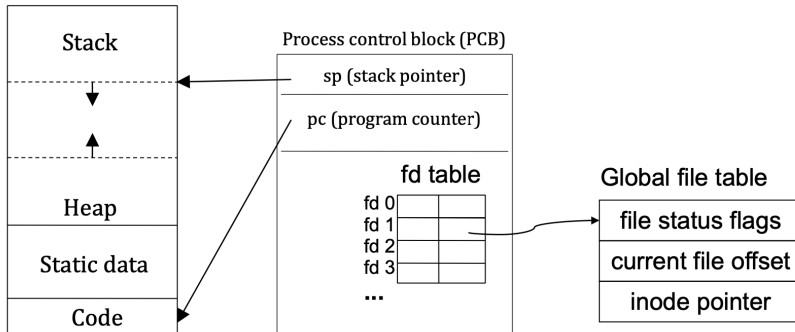 Stack
Heap
Static data
Code
Process control block (PCB)
sp (stack pointer)
pc (program counter)
fd table
fd 0
fd 1
fd 2
fd 3
...
Global file table
file status flags
current file offset
inode pointer